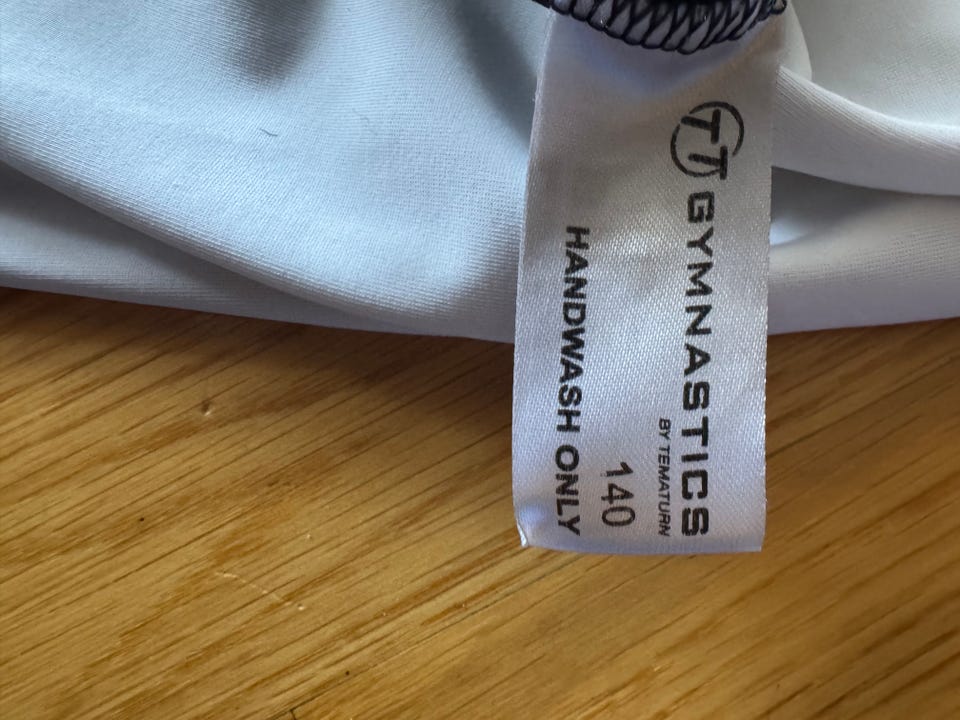 TT GYMNASTICS
BY TEMATURN
140
HANDWASH ONLY